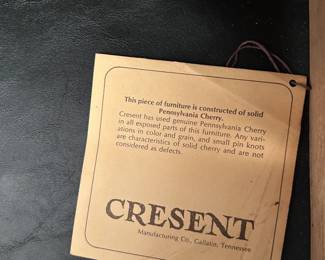 This piece of furniture is constructed of solid
Pennsylvania Cherry.
Cresent has used genuine Pennsylvania Cherry
in all exposed parts of this furniture. Any vari-
ations in color and grain, and small pin knots
are characteristics of solid cherry and are not
considered as defects.
CRESENT
Manufacturing Co., Gallatin, Tennessee